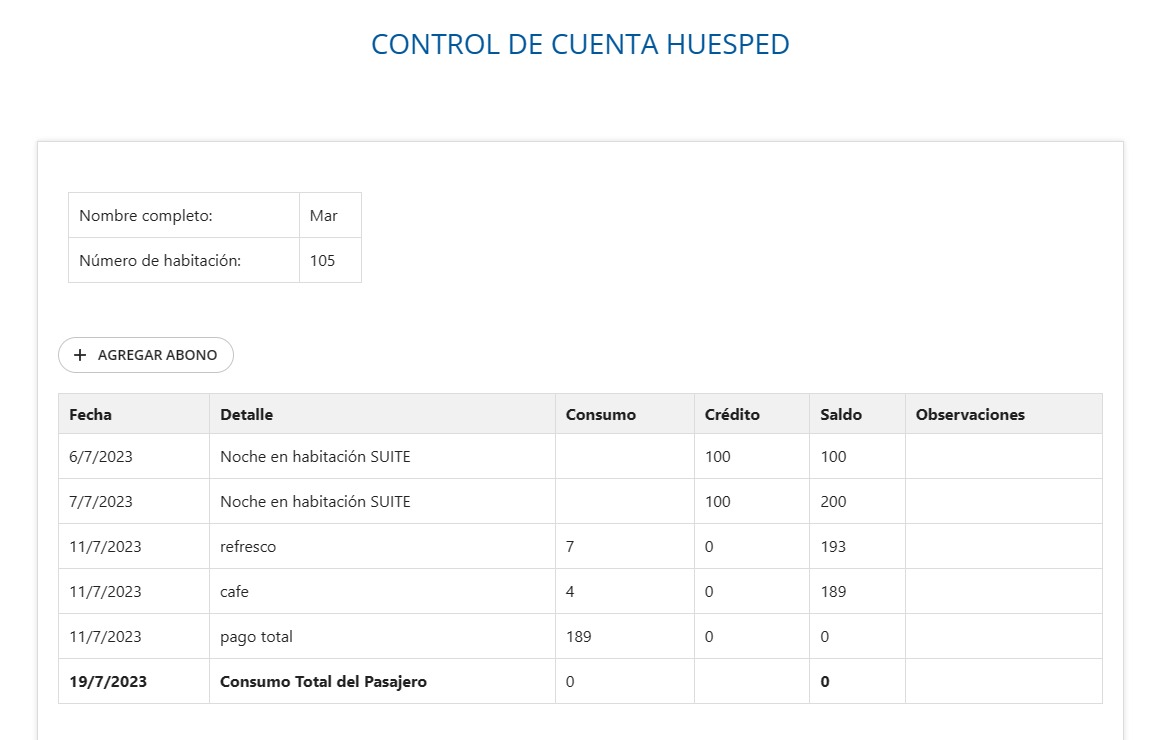 CONTROL DE CUENTA HUESPED
Nombre completo: Mar
Número de habitación: 105
+ AGREGAR ABONO
Fecha Detalle Consumo Crédito Saldo Observaciones
6/7/2023 Noche en habitación SUITE 100 100
7/7/2023 Noche en habitación SUITE 100 200
11/7/2023 refresco 7 0 193
11/7/2023 cafe 4 0 189
11/7/2023 pago total 189 0 0
19/7/2023 Consumo Total del Pasajero 0 0